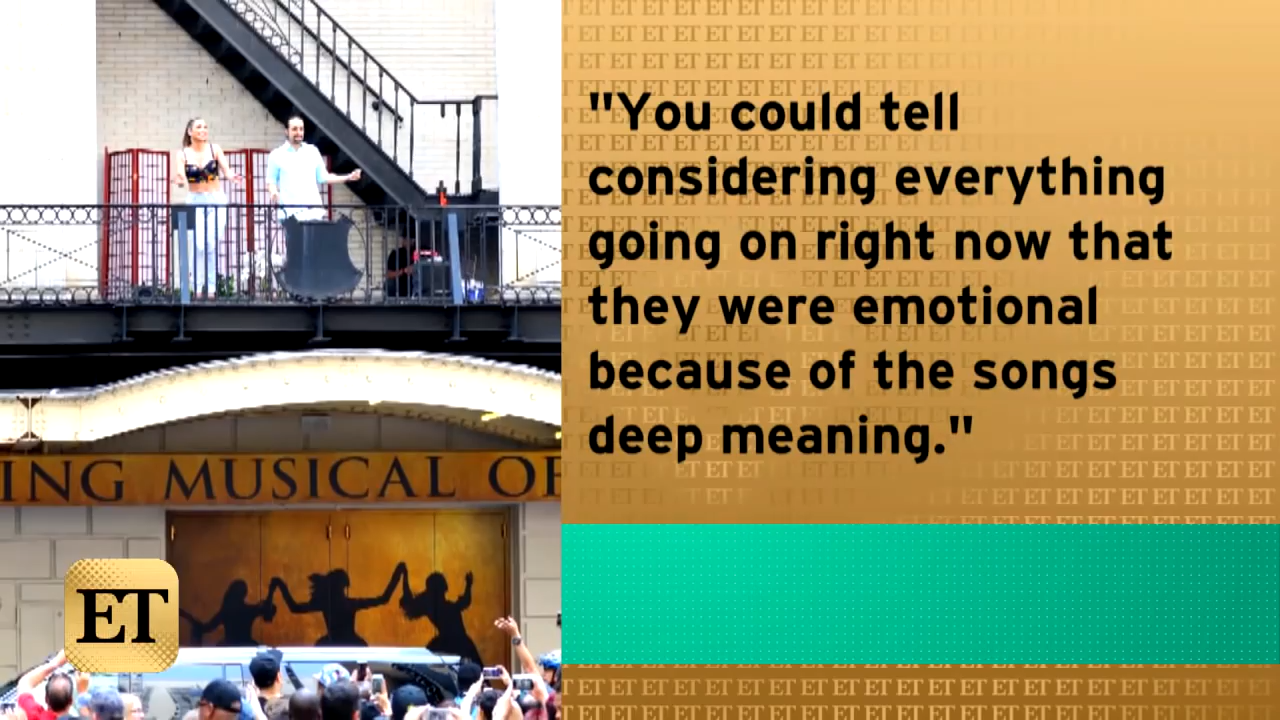 "You could tell
considering everything
going on right now that
they were emotional
because of the songs
deep meaning."
ING MUSICAL OF
ET